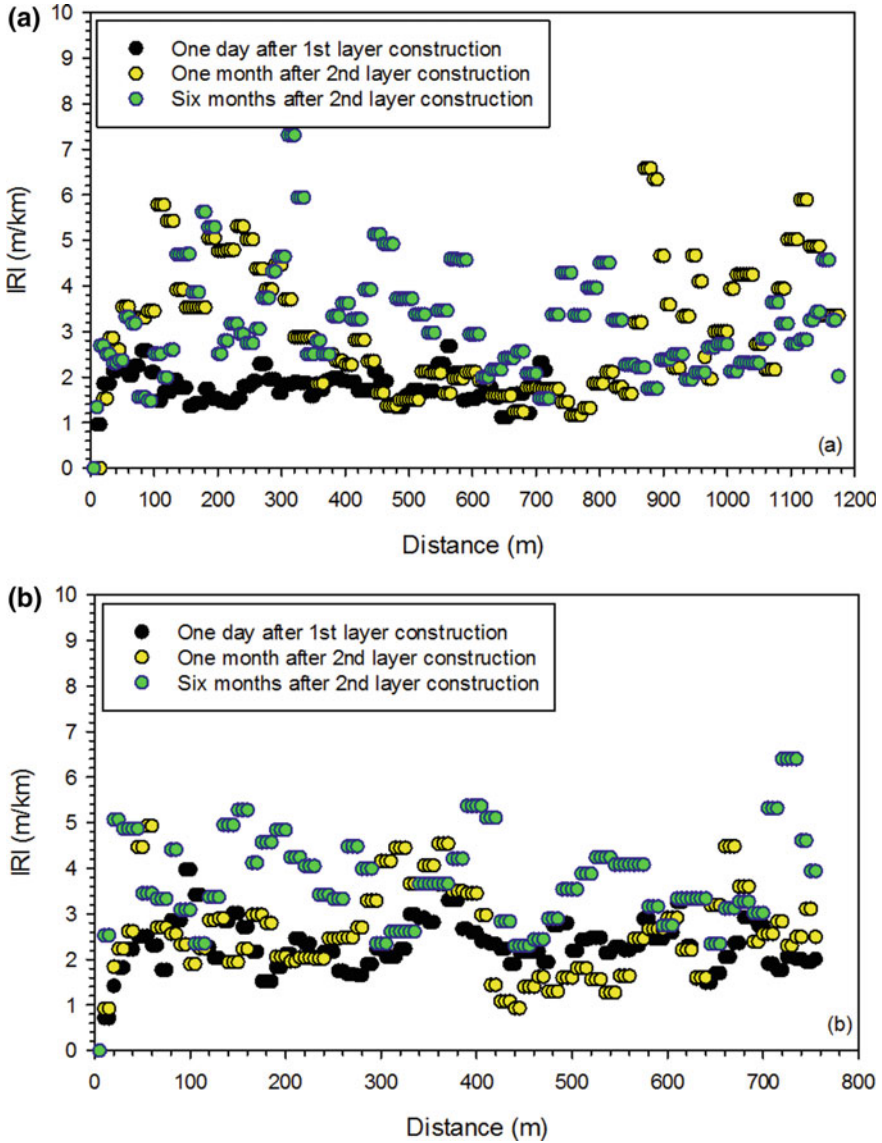 (a)
10
9
8
7
6
5
4
3
2
1
0
IRI (m/km)
One day after 1st layer construction
One month after 2nd layer construction
Six months after 2nd layer construction
(a)
0 100 200 300 400 500 600 700 800 900 1000 1100 1200
Distance (m)
(b)
10
9
8
7
6
5
4
3
2
1
0
IRI (m/km)
One day after 1st layer construction
One month after 2nd layer construction
Six months after 2nd layer construction
(b)
0 100 200 300 400 500 600 700 800
Distance (m)